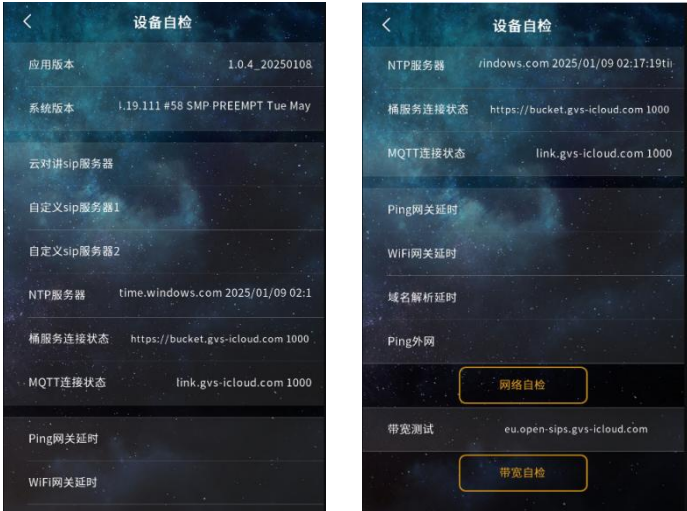 设备自检
应用版本 1.0.4_20250108
系统版本 .19.111 #58 SMP PREEMPT Tue May
云对讲sip服务器
自定义sip服务器1
自定义sip服务器2
NTP服务器 time.windows.com 2025/01/09 02:1
桶服务连接状态 https://bucket.gvs-icloud.com 1000
MQTT连接状态 link.gvs-icloud.com 1000
Ping网关延时
WiFi网关延时
设备自检
NTP服务器 indows.com 2025/01/09 02:17:19ti
桶服务连接状态 https://bucket.gvs-icloud.com 1000
MQTT连接状态 link.gvs-icloud.com 1000
Ping网关延时
WiFi网关延时
域名解析延时
Ping外网
网络自检
带宽测试 eu.open-sips.gvs-icloud.com
带宽自检